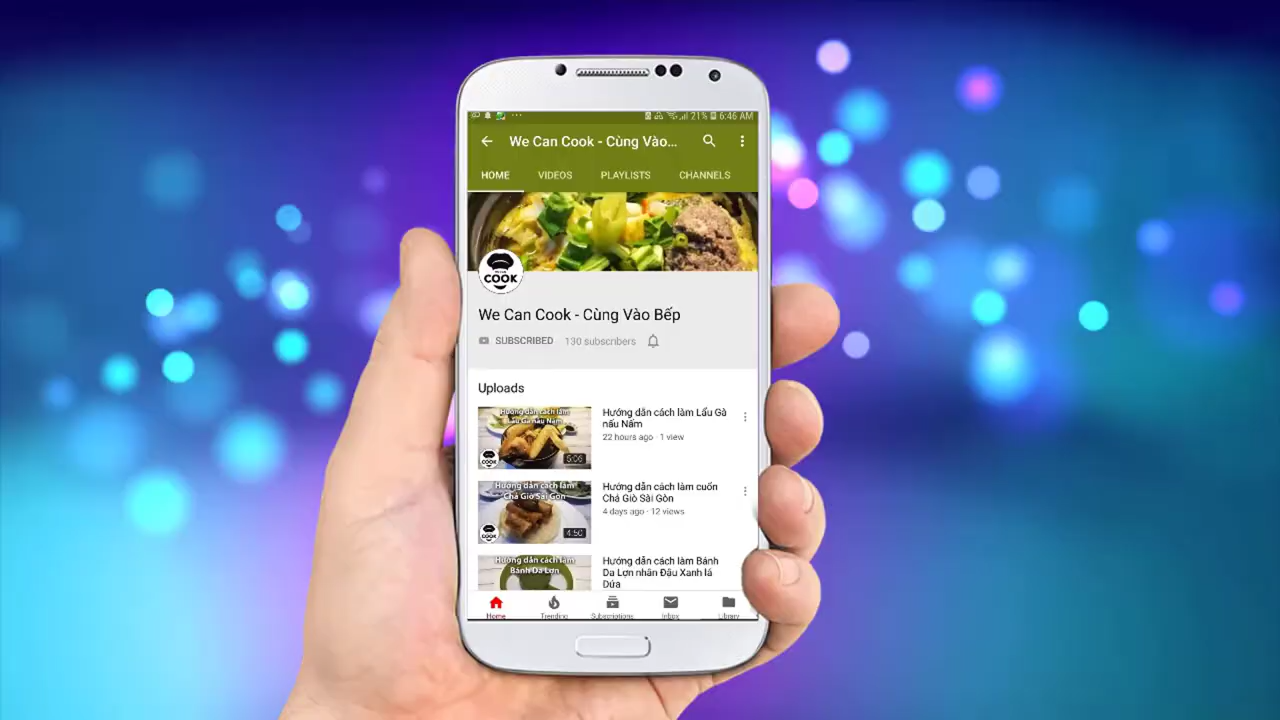 21% 6:46 AM
We Can Cook - Cùng Vào...
HOME VIDEOS PLAYLISTS CHANNELS
COOK
We Can Cook - Cùng Vào Bếp
SUBSCRIBED 130 subscribers
Uploads
Hướng dẫn cách làm
Lẩu Gà nấu Nấm
COOK
5:06
Hướng dẫn cách làm Lẩu Gà
nấu Nấm
22 hours ago · 1 view
Hướng dẫn cách làm
Chả Giò Sài Gòn
COOK
4:50
Hướng dẫn cách làm cuốn
Chả Giò Sài Gòn
4 days ago · 12 views
Hướng dẫn cách làm
Bánh Da Lợn
Hướng dẫn cách làm Bánh
Da Lợn nhân Đậu Xanh lá
Dứa
Home Trending Subscriptions Inbox Library